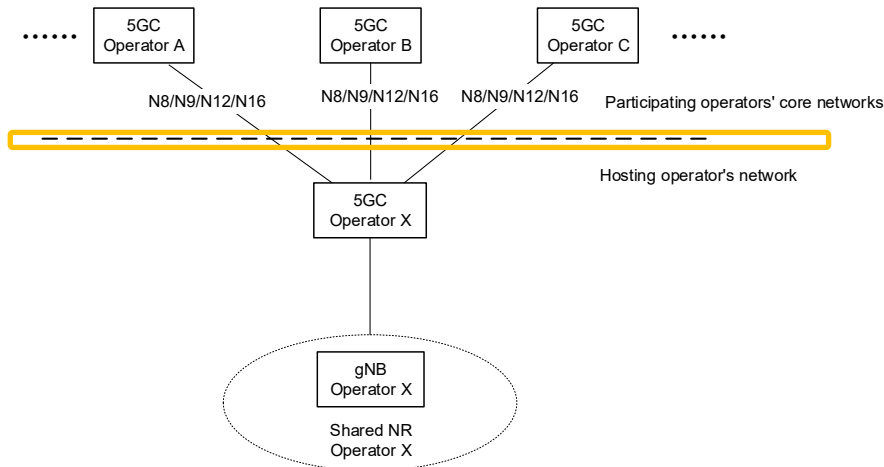 ...... 5GC 5GC 5GC ......
Operator A Operator B Operator C
N8/N9/N12/N16 N8/N9/N12/N16 N8/N9/N12/N16
Participating operators' core networks
Hosting operator's network
5GC
Operator X
gNB
Operator X
Shared NR
Operator X